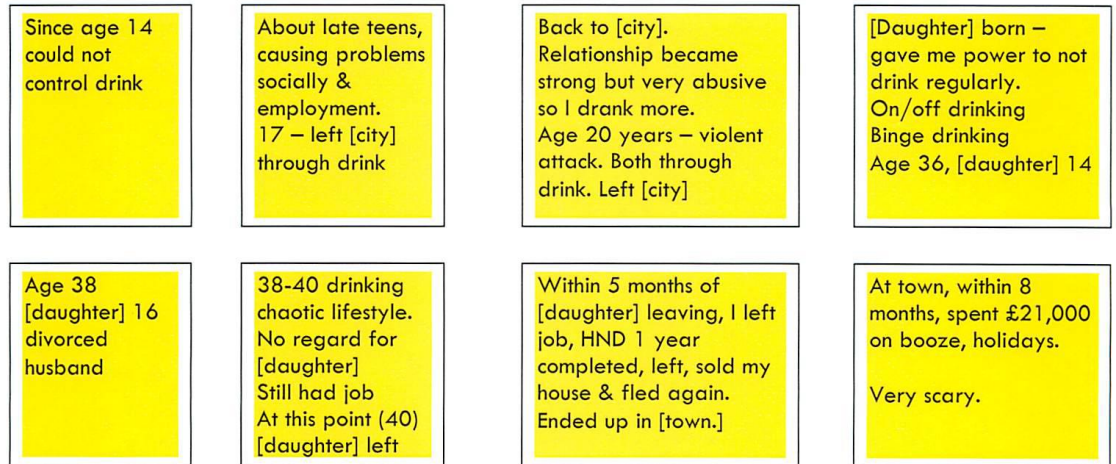 Since age 14
could not
control drink
About late teens,
causing problems
socially &
employment.
17 – left [city]
through drink
Back to [city].
Relationship became
strong but very abusive
so I drank more.
Age 20 years – violent
attack. Both through
drink. Left [city]
[Daughter] born –
gave me power to not
drink regularly.
On/off drinking
Binge drinking
Age 36, [daughter] 14
Age 38
[daughter] 16
divorced
husband
38-40 drinking
chaotic lifestyle.
No regard for
[daughter]
Still had job
At this point (40)
[daughter] left
Within 5 months of
[daughter] leaving, I left
job, HND 1 year
completed, left, sold my
house & fled again.
Ended up in [town.]
At town, within 8
months, spent £21,000
on booze, holidays.
Very scary.